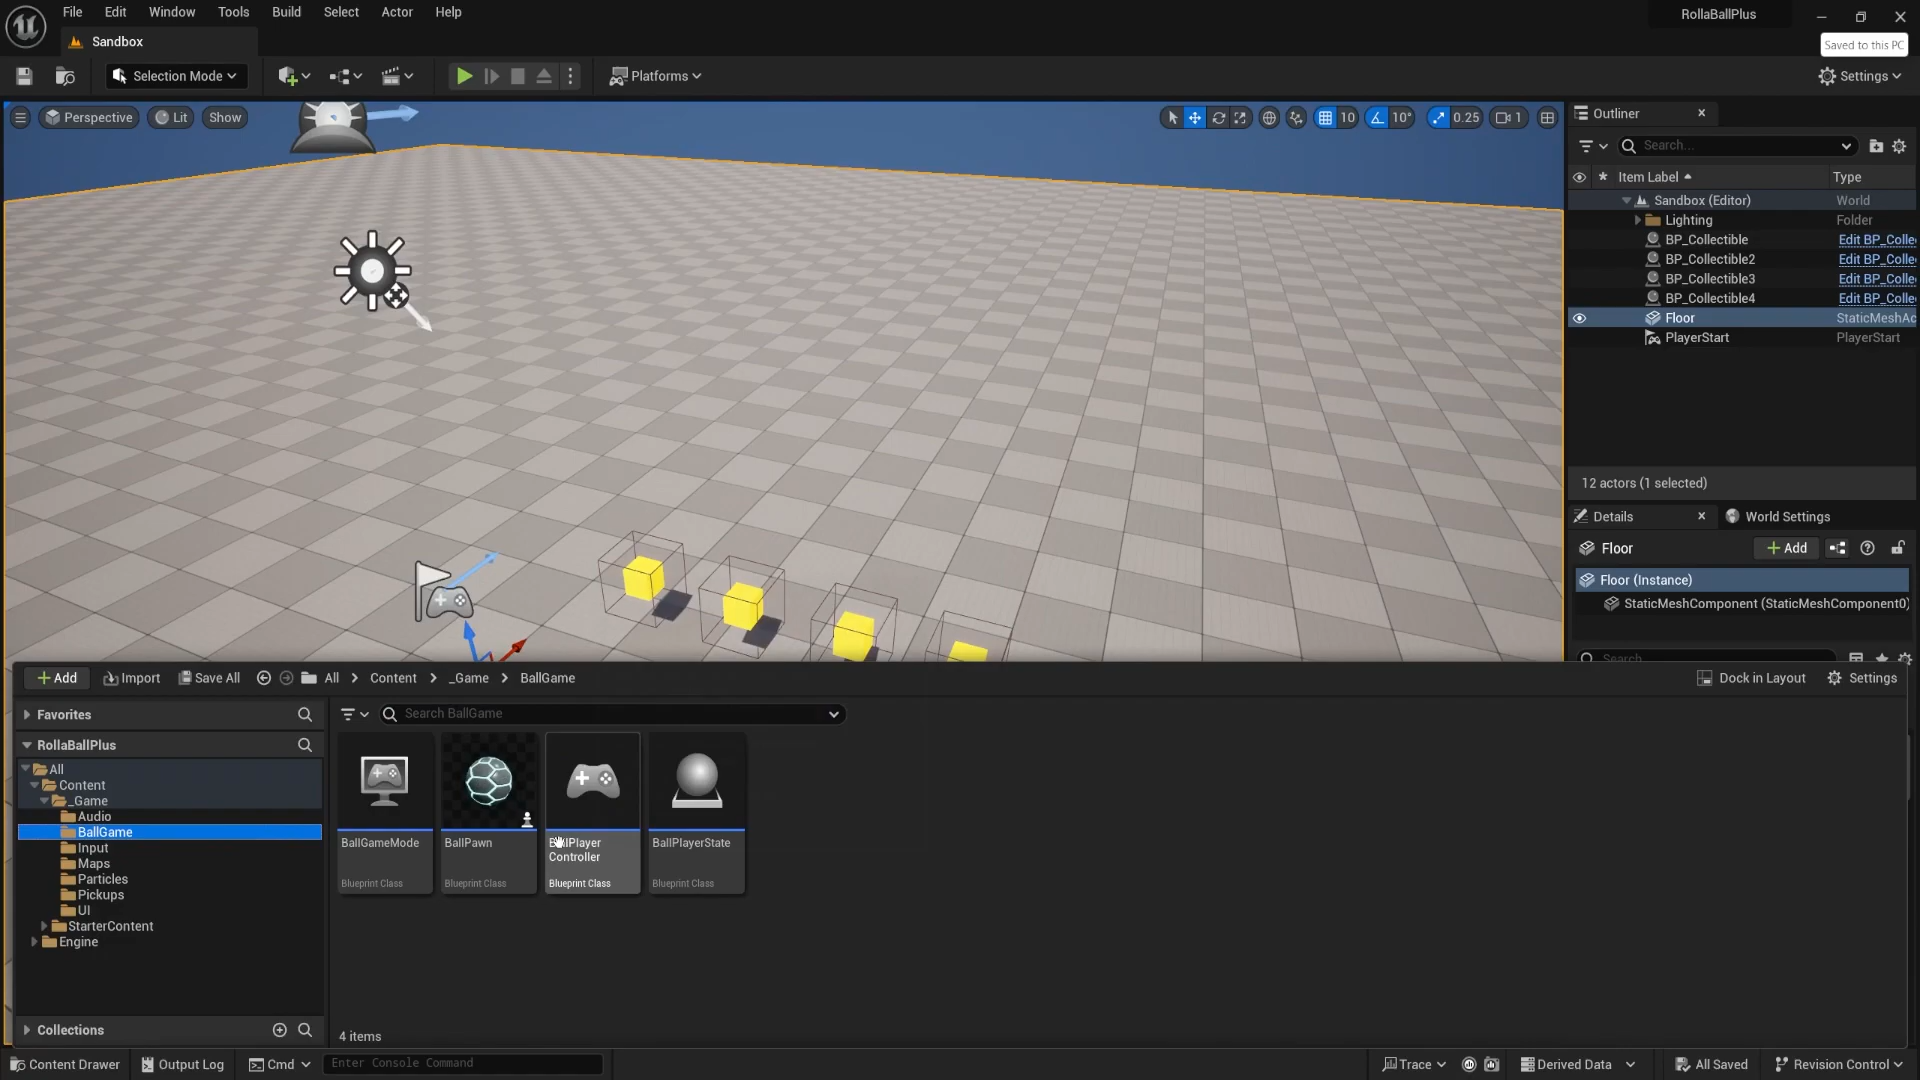 File Edit Window Tools Build Select Actor Help
RollaBallPlus
Sandbox
Saved to this PC
Selection Mode
Platforms
Settings
Perspective Lit Show
10 10° 0.25 1
Outliner
Search...
Item Label Type
Sandbox (Editor) World
Lighting Folder
BP_Collectible Edit BP_Colle
BP_Collectible2 Edit BP_Colle
BP_Collectible3 Edit BP_Colle
BP_Collectible4 Edit BP_Colle
Floor StaticMeshAc
PlayerStart PlayerStart
12 actors (1 selected)
Details World Settings
Floor Add
Floor (Instance)
StaticMeshComponent (StaticMeshComponent0)
Search
Add Import Save All All Content _Game BallGame
Dock in Layout Settings
Favorites
Search BallGame
RollaBallPlus
All
Content
_Game
Audio
BallGame
Input
Maps
Particles
Pickups
UI
StarterContent
Engine
Collections
BallGameMode
Blueprint Class
BallPawn
Blueprint Class
BallPlayer
Controller
Blueprint Class
BallPlayerState
Blueprint Class
4 items
Content Drawer Output Log Cmd Enter Console Command
Trace Derived Data All Saved Revision Control